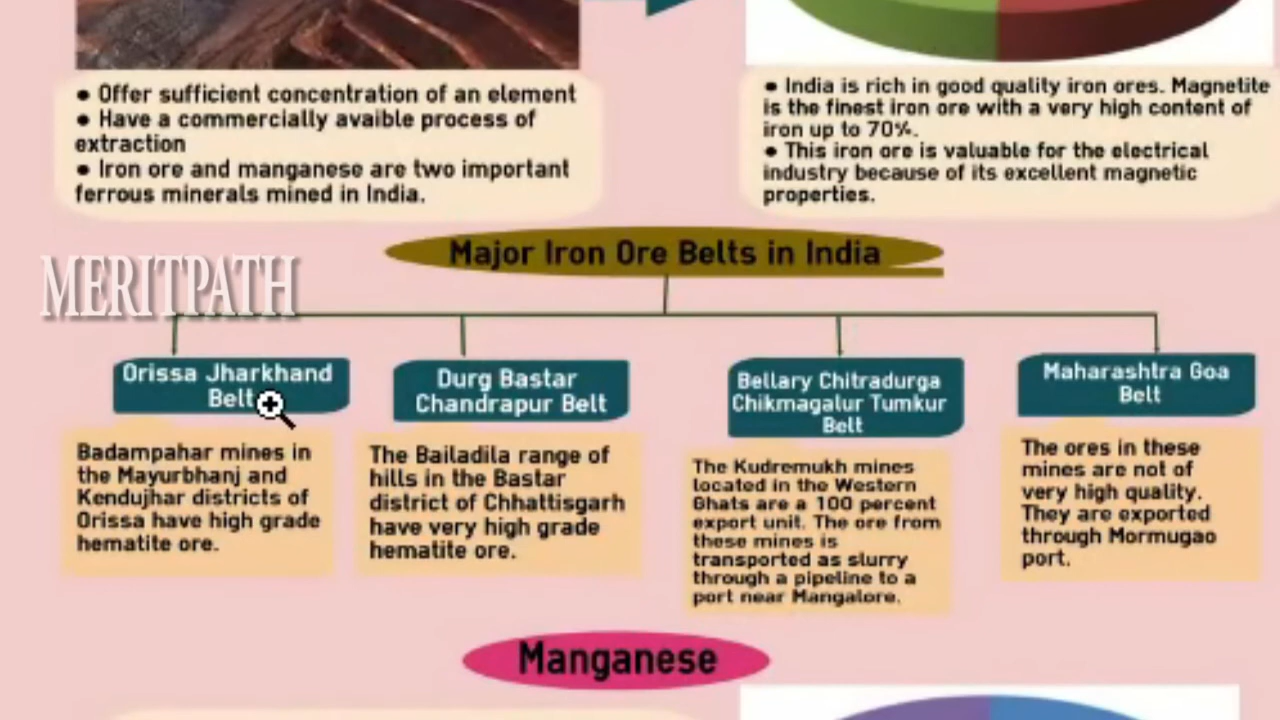 ● Offer sufficient concentration of an element
● Have a commercially avaible process of
extraction
● Iron ore and manganese are two important
ferrous minerals mined in India.
● India is rich in good quality iron ores. Magnetite
is the finest iron ore with a very high content of
iron up to 70%.
● This iron ore is valuable for the electrical
industry because of its excellent magnetic
properties.
Major Iron Ore Belts in India
MERITPATH
Orissa Jharkhand
Belt
Badampahar mines in
the Mayurbhanj and
Kendujhar districts of
Orissa have high grade
hematite ore.
Durg Bastar
Chandrapur Belt
The Bailadila range of
hills in the Bastar
district of Chhattisgarh
have very high grade
hematite ore.
Bellary Chitradurga
Chikmagalur Tumkur
Belt
The Kudremukh mines
located in the Western
Ghats are a 100 percent
export unit. The ore from
these mines is
transported as slurry
through a pipeline to a
port near Mangalore.
Maharashtra Goa
Belt
The ores in these
mines are not of
very high quality.
They are exported
through Mormugao
port.
Manganese